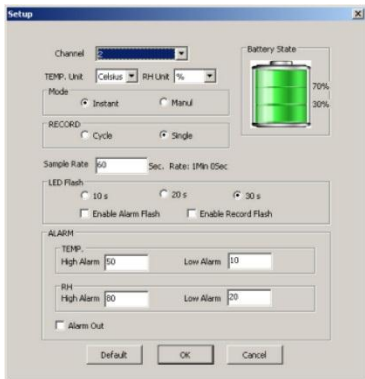 Setup
Channel 2
Battery State
TEMP. Unit Celsius RH Unit %
70%
30%
Mode
Instant Manul
RECORD
Cycle Single
Sample Rate 60 Sec. Rate: 1Min 0Sec
LED Flash
10 s 20 s 30 s
Enable Alarm Flash Enable Record Flash
ALARM
TEMP.
High Alarm 50 Low Alarm 10
RH
High Alarm 80 Low Alarm 20
Alarm Out
Default OK Cancel